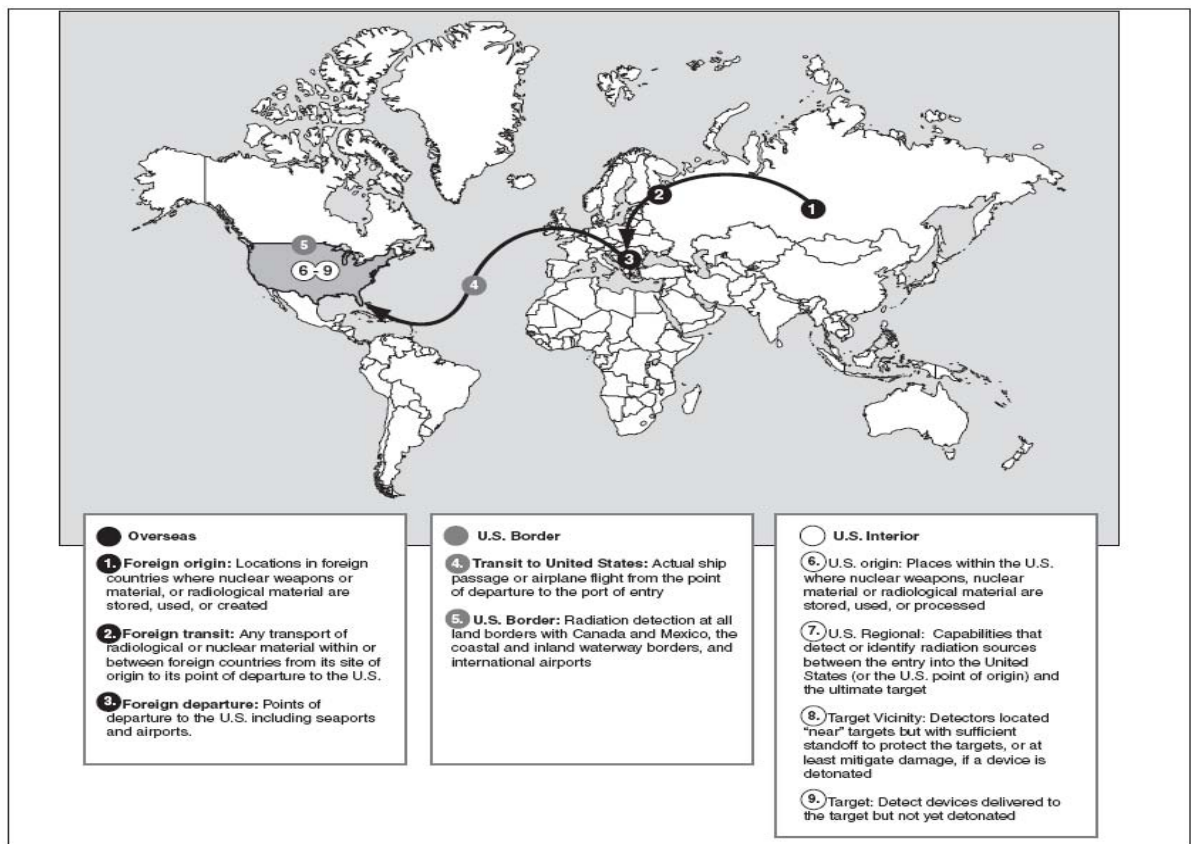 1
2
3
4
5
6 - 9
Overseas
1. Foreign origin: Locations in foreign
countries where nuclear weapons or
material, or radiological material are
stored, used, or created
2. Foreign transit: Any transport of
radiological or nuclear material within or
between foreign countries from its site of
origin to its point of departure to the U.S.
3. Foreign departure: Points of
departure to the U.S. including seaports
and airports.
U.S. Border
4. Transit to United States: Actual ship
passage or airplane flight from the point
of departure to the port of entry
5. U.S. Border: Radiation detection at all
land borders with Canada and Mexico, the
coastal and inland waterway borders, and
international airports
U.S. Interior
6. U.S. origin: Places within the U.S.
where nuclear weapons, nuclear
material or radiological material are
stored, used, or processed
7. U.S. Regional: Capabilities that
detect or identify radiation sources
between the entry into the United
States (or the U.S. point of origin) and
the ultimate target
8. Target Vicinity: Detectors located
“near” targets but with sufficient
standoff to protect the targets, or at
least mitigate damage, if a device is
detonated
9. Target: Detect devices delivered to
the target but not yet detonated